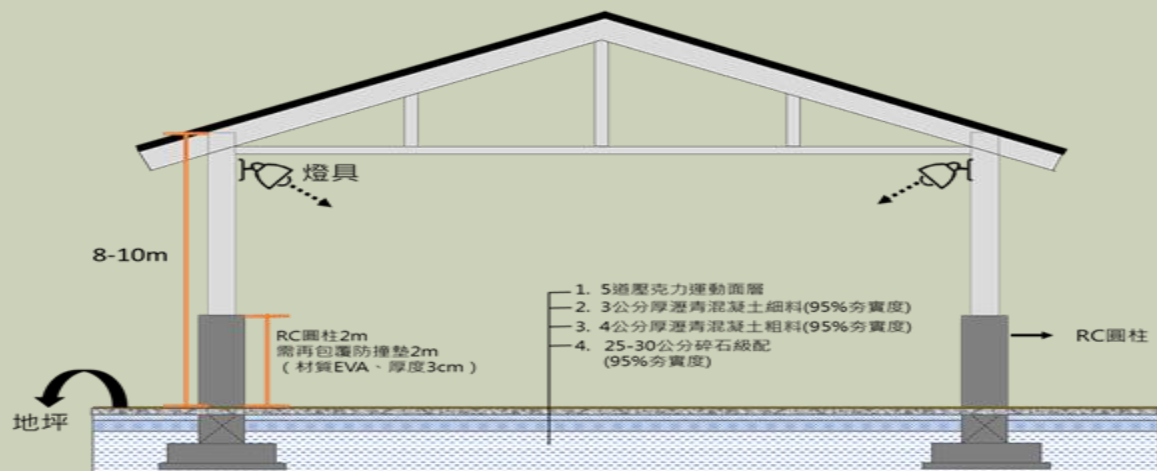 燈具
8-10m
1. 5道壓克力運動面層
2. 3公分厚瀝青混凝土細料(95%夯實度)
3. 4公分厚瀝青混凝土粗料(95%夯實度)
4. 25-30公分碎石級配
(95%夯實度)
RC圓柱2m
需再包覆防撞墊2m
（材質EVA、厚度3cm）
RC圓柱
地坪